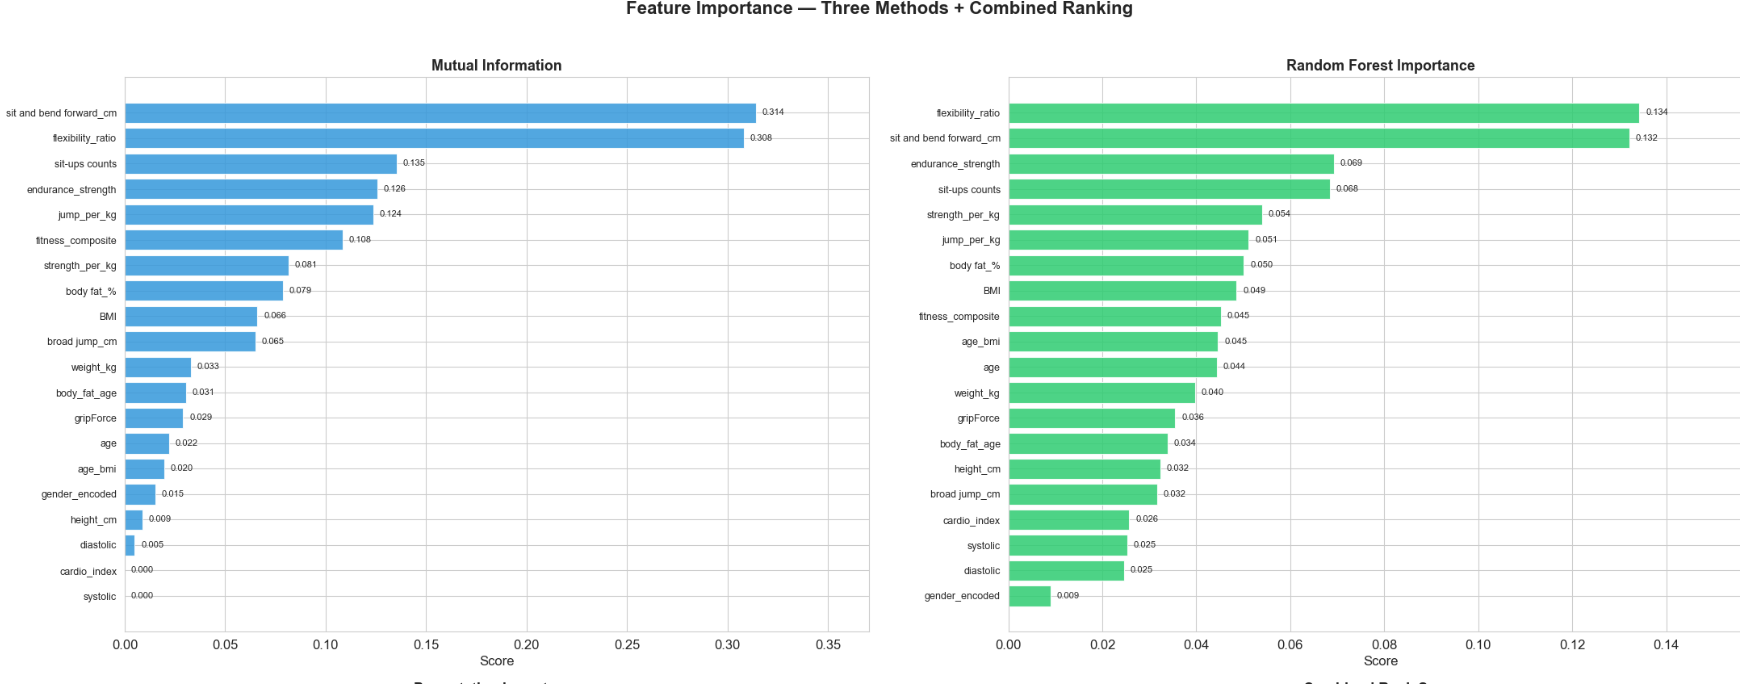 Feature Importance — Three Methods + Combined Ranking
Mutual Information
sit and bend forward_cm 0.314
flexibility_ratio 0.308
sit-ups counts 0.135
endurance_strength 0.126
jump_per_kg 0.124
fitness_composite 0.108
strength_per_kg 0.081
body fat_% 0.079
BMI 0.066
broad jump_cm 0.065
weight_kg 0.033
body_fat_age 0.031
gripForce 0.029
age 0.022
age_bmi 0.020
gender_encoded 0.015
height_cm 0.009
diastolic 0.005
cardio_index 0.000
systolic 0.000
0.00 0.05 0.10 0.15 0.20 0.25 0.30 0.35
Score
Random Forest Importance
flexibility_ratio 0.134
sit and bend forward_cm 0.132
endurance_strength 0.069
sit-ups counts 0.068
strength_per_kg 0.054
jump_per_kg 0.051
body fat_% 0.050
BMI 0.049
fitness_composite 0.045
age_bmi 0.045
age 0.044
weight_kg 0.040
gripForce 0.036
body_fat_age 0.034
height_cm 0.032
broad jump_cm 0.032
cardio_index 0.026
systolic 0.025
diastolic 0.025
gender_encoded 0.009
0.00 0.02 0.04 0.06 0.08 0.10 0.12 0.14
Score